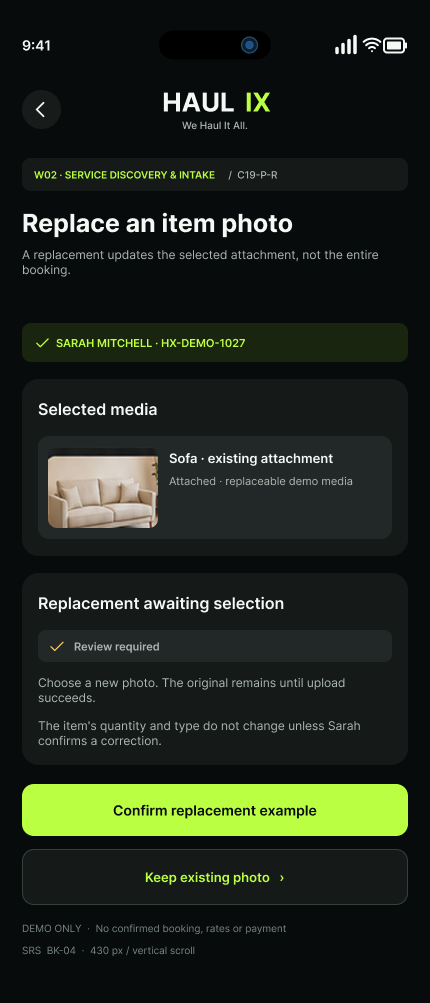 9:41
HAUL IX
We Haul It All.
W02 · SERVICE DISCOVERY & INTAKE / C19-P-R
Replace an item photo
A replacement updates the selected attachment, not the entire
booking.
SARAH MITCHELL · HX-DEMO-1027
Selected media
Sofa · existing attachment
Attached · replaceable demo media
Replacement awaiting selection
Review required
Choose a new photo. The original remains until upload
succeeds.
The item's quantity and type do not change unless Sarah
confirms a correction.
Confirm replacement example
Keep existing photo ›
DEMO ONLY · No confirmed booking, rates or payment
SRS BK-04 · 430 px / vertical scroll